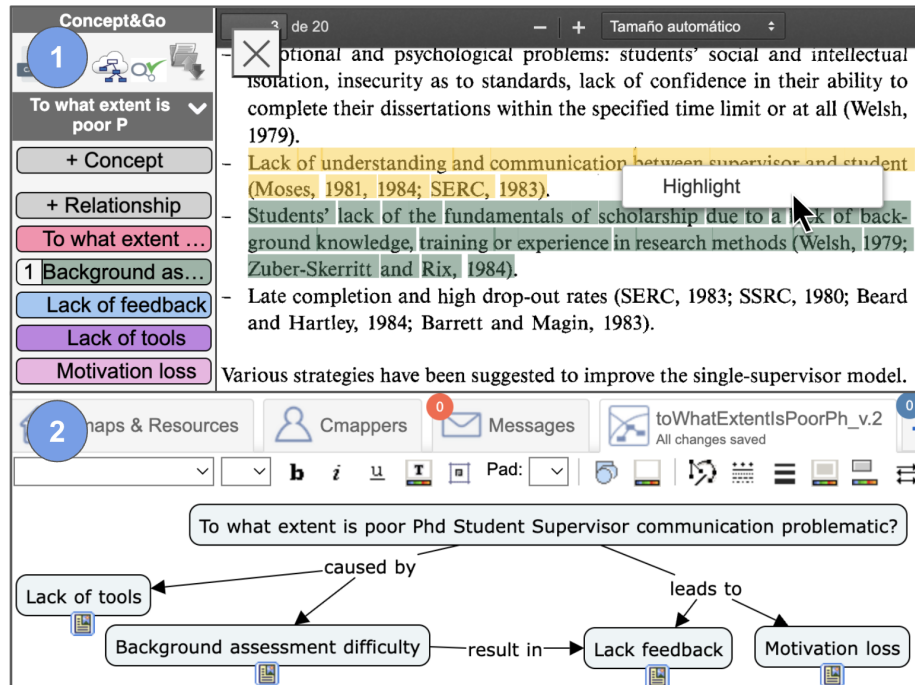 Concept&Go
1
To what extent is
poor P
+ Concept
+ Relationship
To what extent ...
1 Background as...
Lack of feedback
Lack of tools
Motivation loss
3 de 20
− + Tamaño automático
and psychological problems: students' social and intellectual
isolation, insecurity as to standards, lack of confidence in their ability to
complete their dissertations within the specified time limit or at all (Welsh,
1979).
– Lack of understanding and communication between supervisor and student
(Moses, 1981, 1984; SERC, 1983).
Highlight
– Students' lack of the fundamentals of scholarship due to a of back-
ground knowledge, training or experience in research methods (Welsh, 1979;
Zuber-Skerritt and Rix, 1984).
– Late completion and high drop-out rates (SERC, 1983; SSRC, 1980; Beard
and Hartley, 1984; Barrett and Magin, 1983).
Various strategies have been suggested to improve the single-supervisor model.
2
maps & Resources
Cmappers
0
Messages
toWhatExtentIsPoorPh_v.2
All changes saved
0
b i u T Pad:
To what extent is poor Phd Student Supervisor communication problematic?
caused by
leads to
Lack of tools
Background assessment difficulty
result in
Lack feedback
Motivation loss